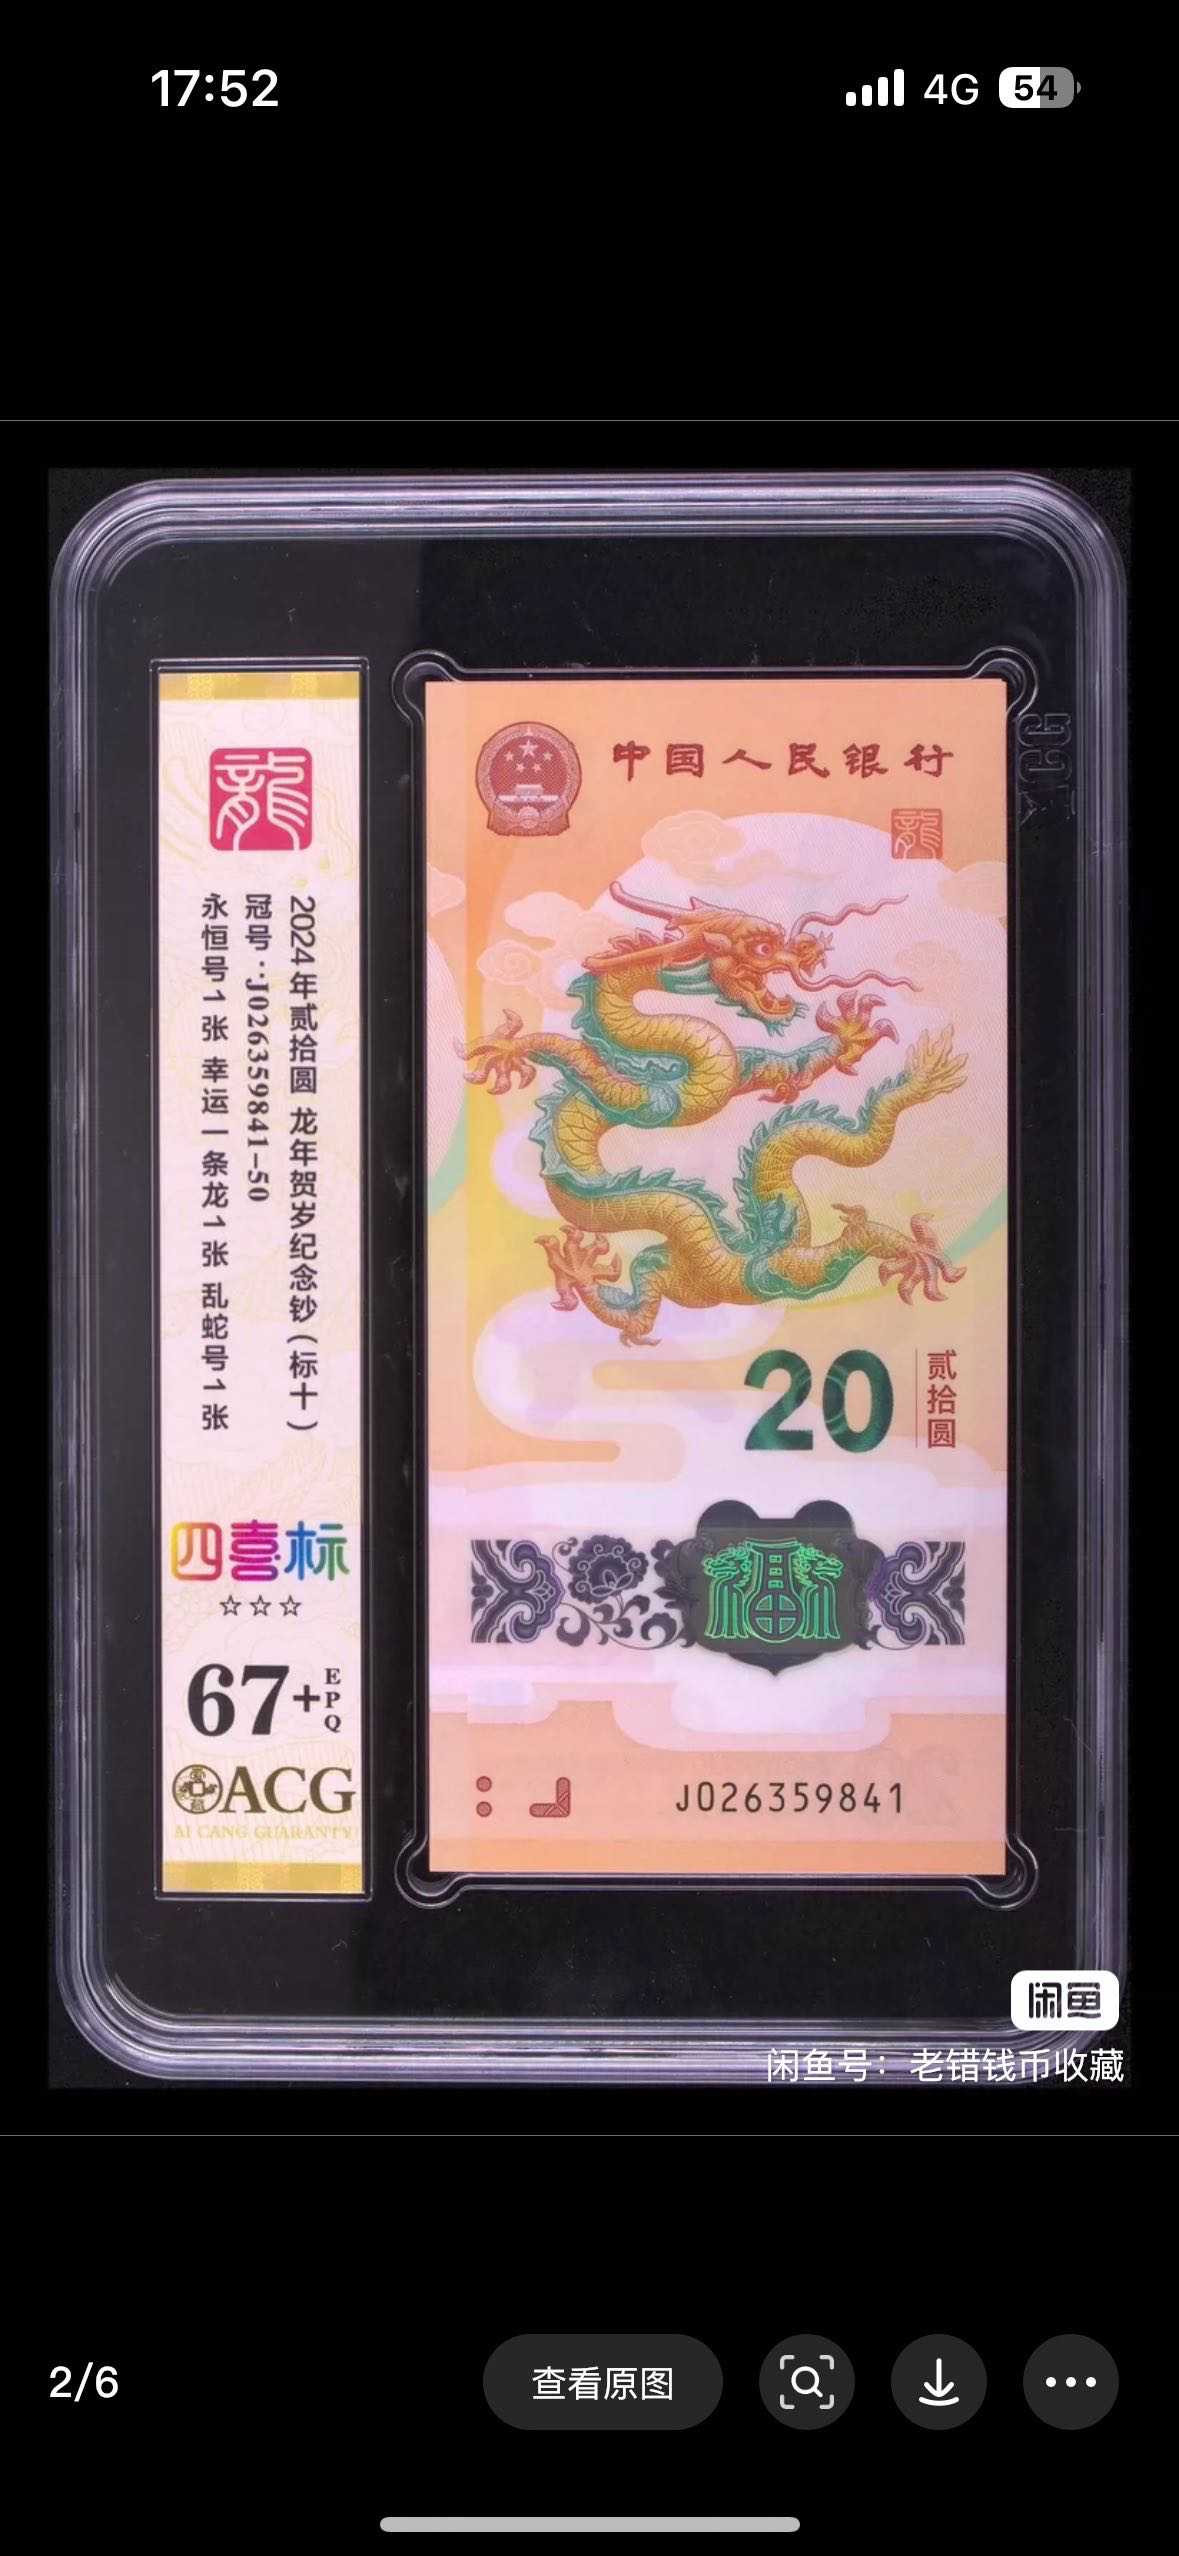 17:52
4G
54
龍
2024年贰拾圆 龙年贺岁纪念钞(标十)
冠号:J026359841-50
永恒号1张 幸运一条龙1张 乱蛇号1张
四喜标
☆☆☆
67+EPQ
ACG
AI CANG GUARANTY
中国人民银行
龍
20
贰拾圆
福
J026359841
闲鱼
闲鱼号：老错钱币收藏
2/6
查看原图